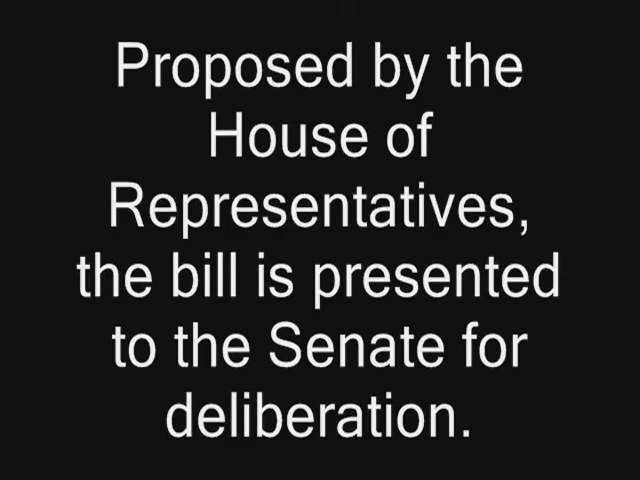 Proposed by the
House of
Representatives,
the bill is presented
to the Senate for
deliberation.